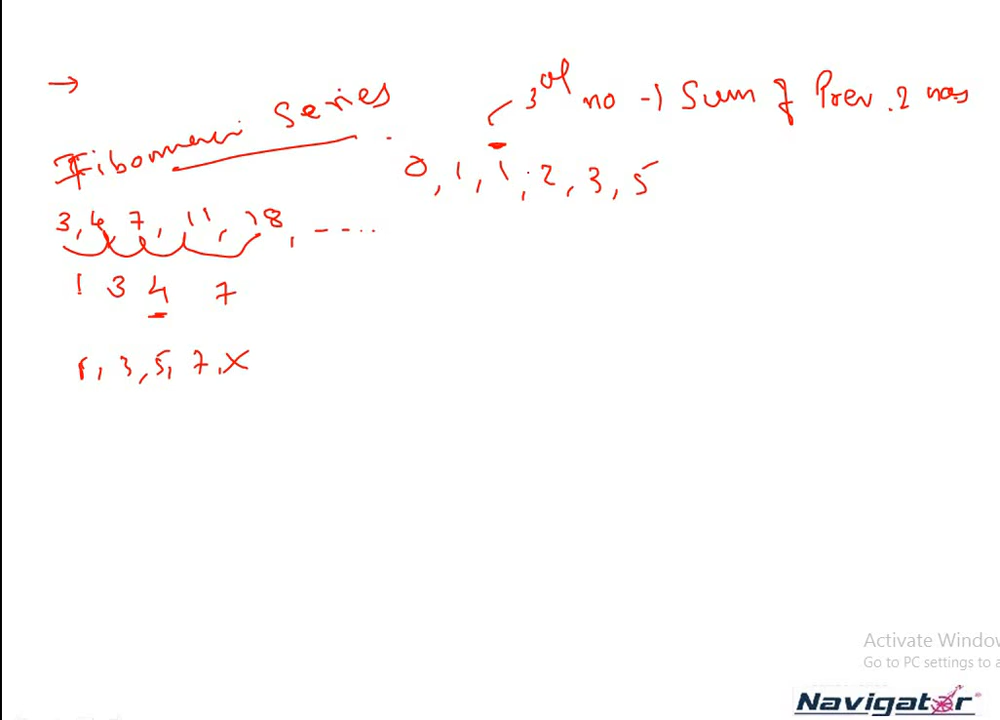 →
3rd no → Sum of Prev. 2 nos
Fibonacci Series
0, 1, 1, 2, 3, 5
3, 4, 7, 11, 18, ----..
1 3 4 7
1, 3, 5, 7, X
Activate Window
Go to PC settings to a
Navigator